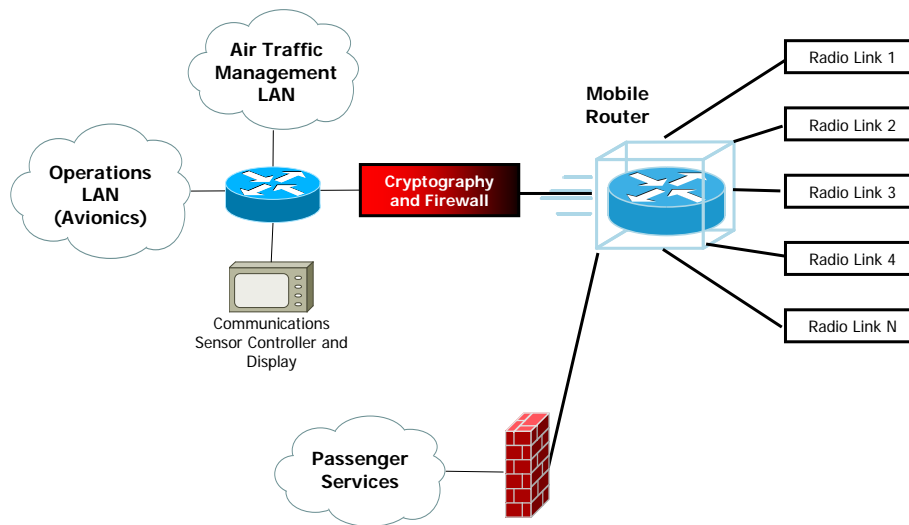 Air Traffic
Management
LAN
Operations
LAN
(Avionics)
Cryptography
and Firewall
Mobile
Router
Radio Link 1
Radio Link 2
Radio Link 3
Radio Link 4
Radio Link N
Communications
Sensor Controller and
Display
Passenger
Services